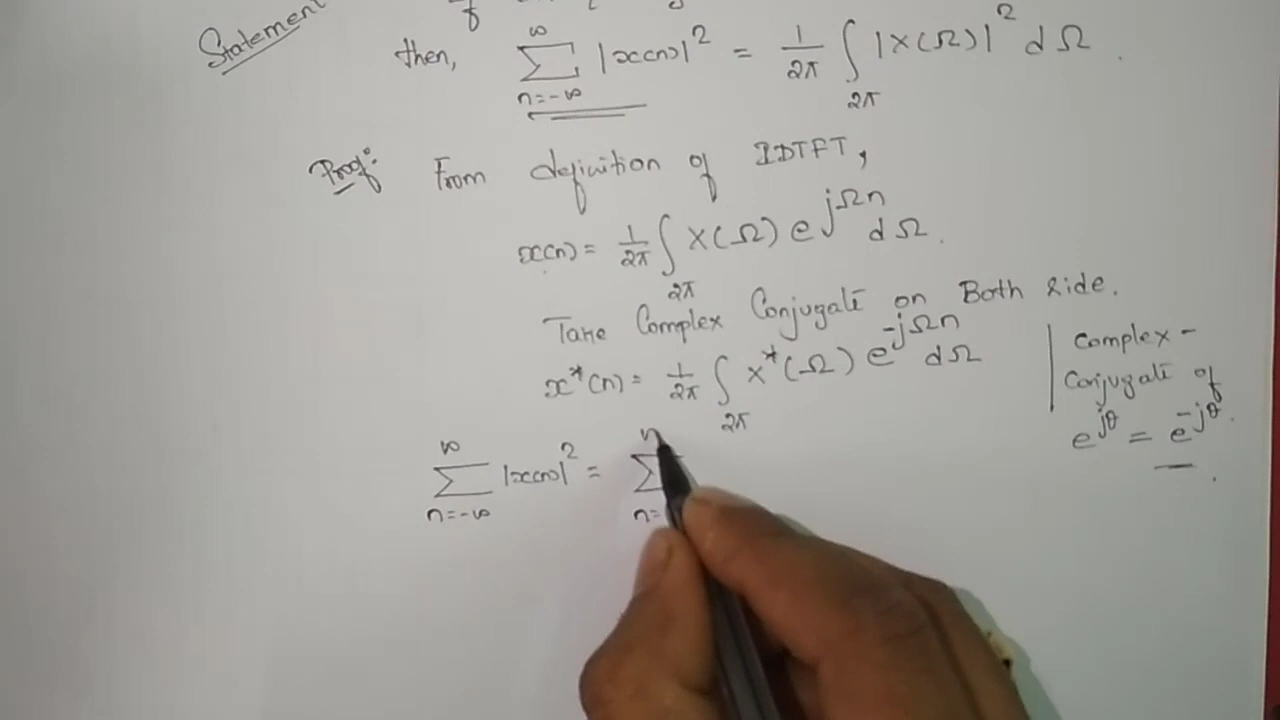 Statement
then, ∞ Σ n=-∞ |x(n)|² = 1/2π ∫ 2π |X(Ω)|² dΩ.
Proof: From definition of IDTFT,
x(n) = 1/2π ∫ 2π X(Ω) e^jΩn dΩ.
Take Complex Conjugate on Both side.
x*(n) = 1/2π ∫ 2π X*(Ω) e^-jΩn dΩ
Complex-
Conjugate of
e^jθ = e^-jθ.
∞ Σ n=-∞ |x(n)|² = Σ n=